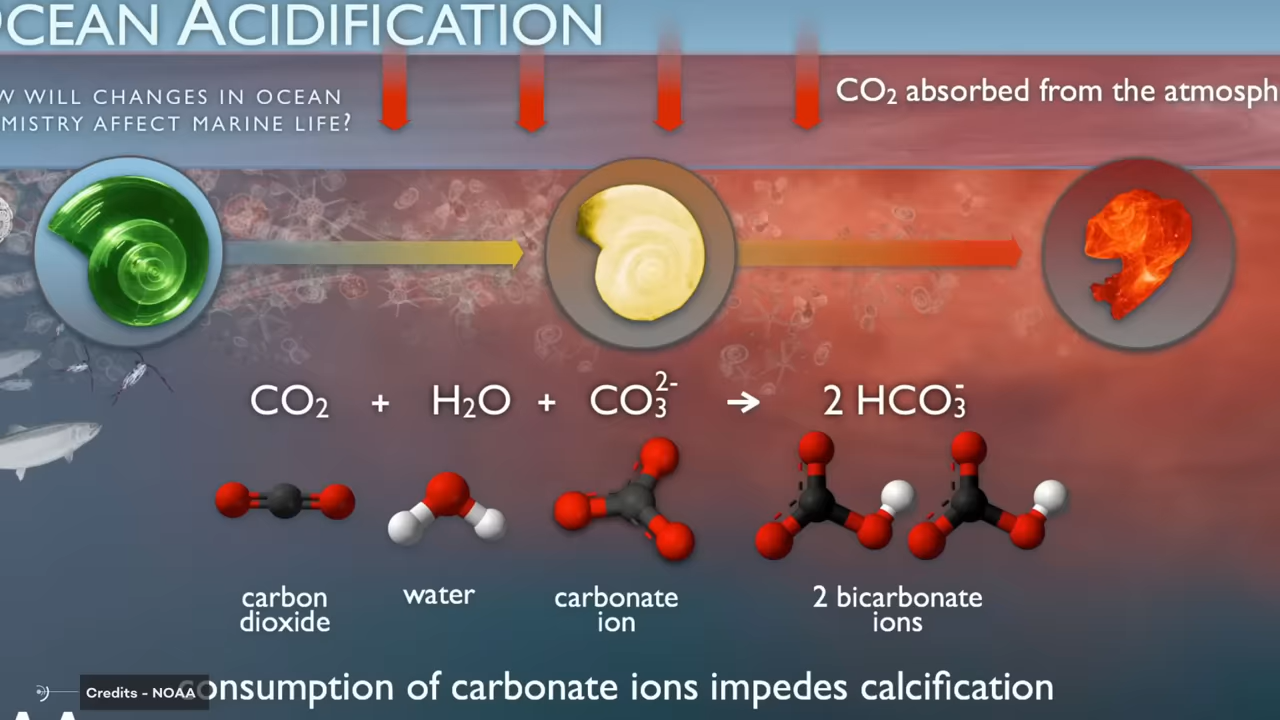 OCEAN ACIDIFICATION
W WILL CHANGES IN OCEAN
MISTRY AFFECT MARINE LIFE?
CO₂ absorbed from the atmosph
CO₂ + H₂O + CO₃²⁻ → 2 HCO₃⁻
carbon dioxide
water
carbonate ion
2 bicarbonate ions
consumption of carbonate ions impedes calcification
Credits - NOAA